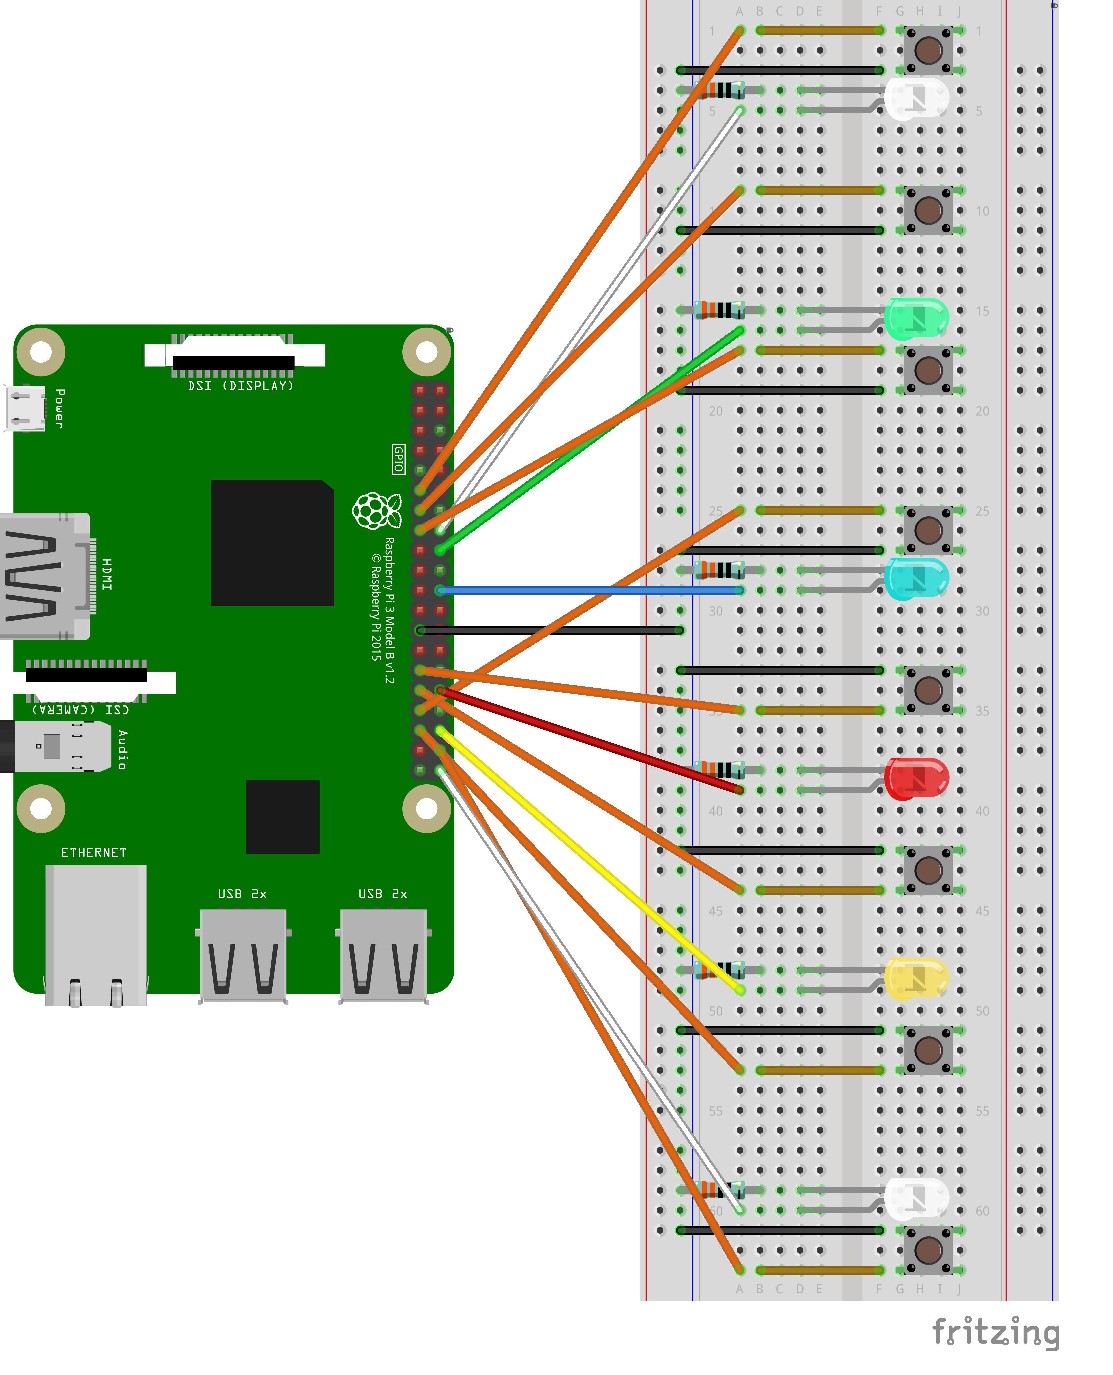 A B C D E F G H I J
1 1
5 5
10
15
DSI (DISPLAY)
Power
20 20
GPIO
25 25
Raspberry Pi 3 Model B v1.2
© Raspberry Pi 2015
HDMI
30 30
CSI (CAMERA)
35 35
Audio
40 40
ETHERNET
USB 2x
USB 2x
45 45
50 50
55 55
60 60
A B C D E F G H I J
fritzing